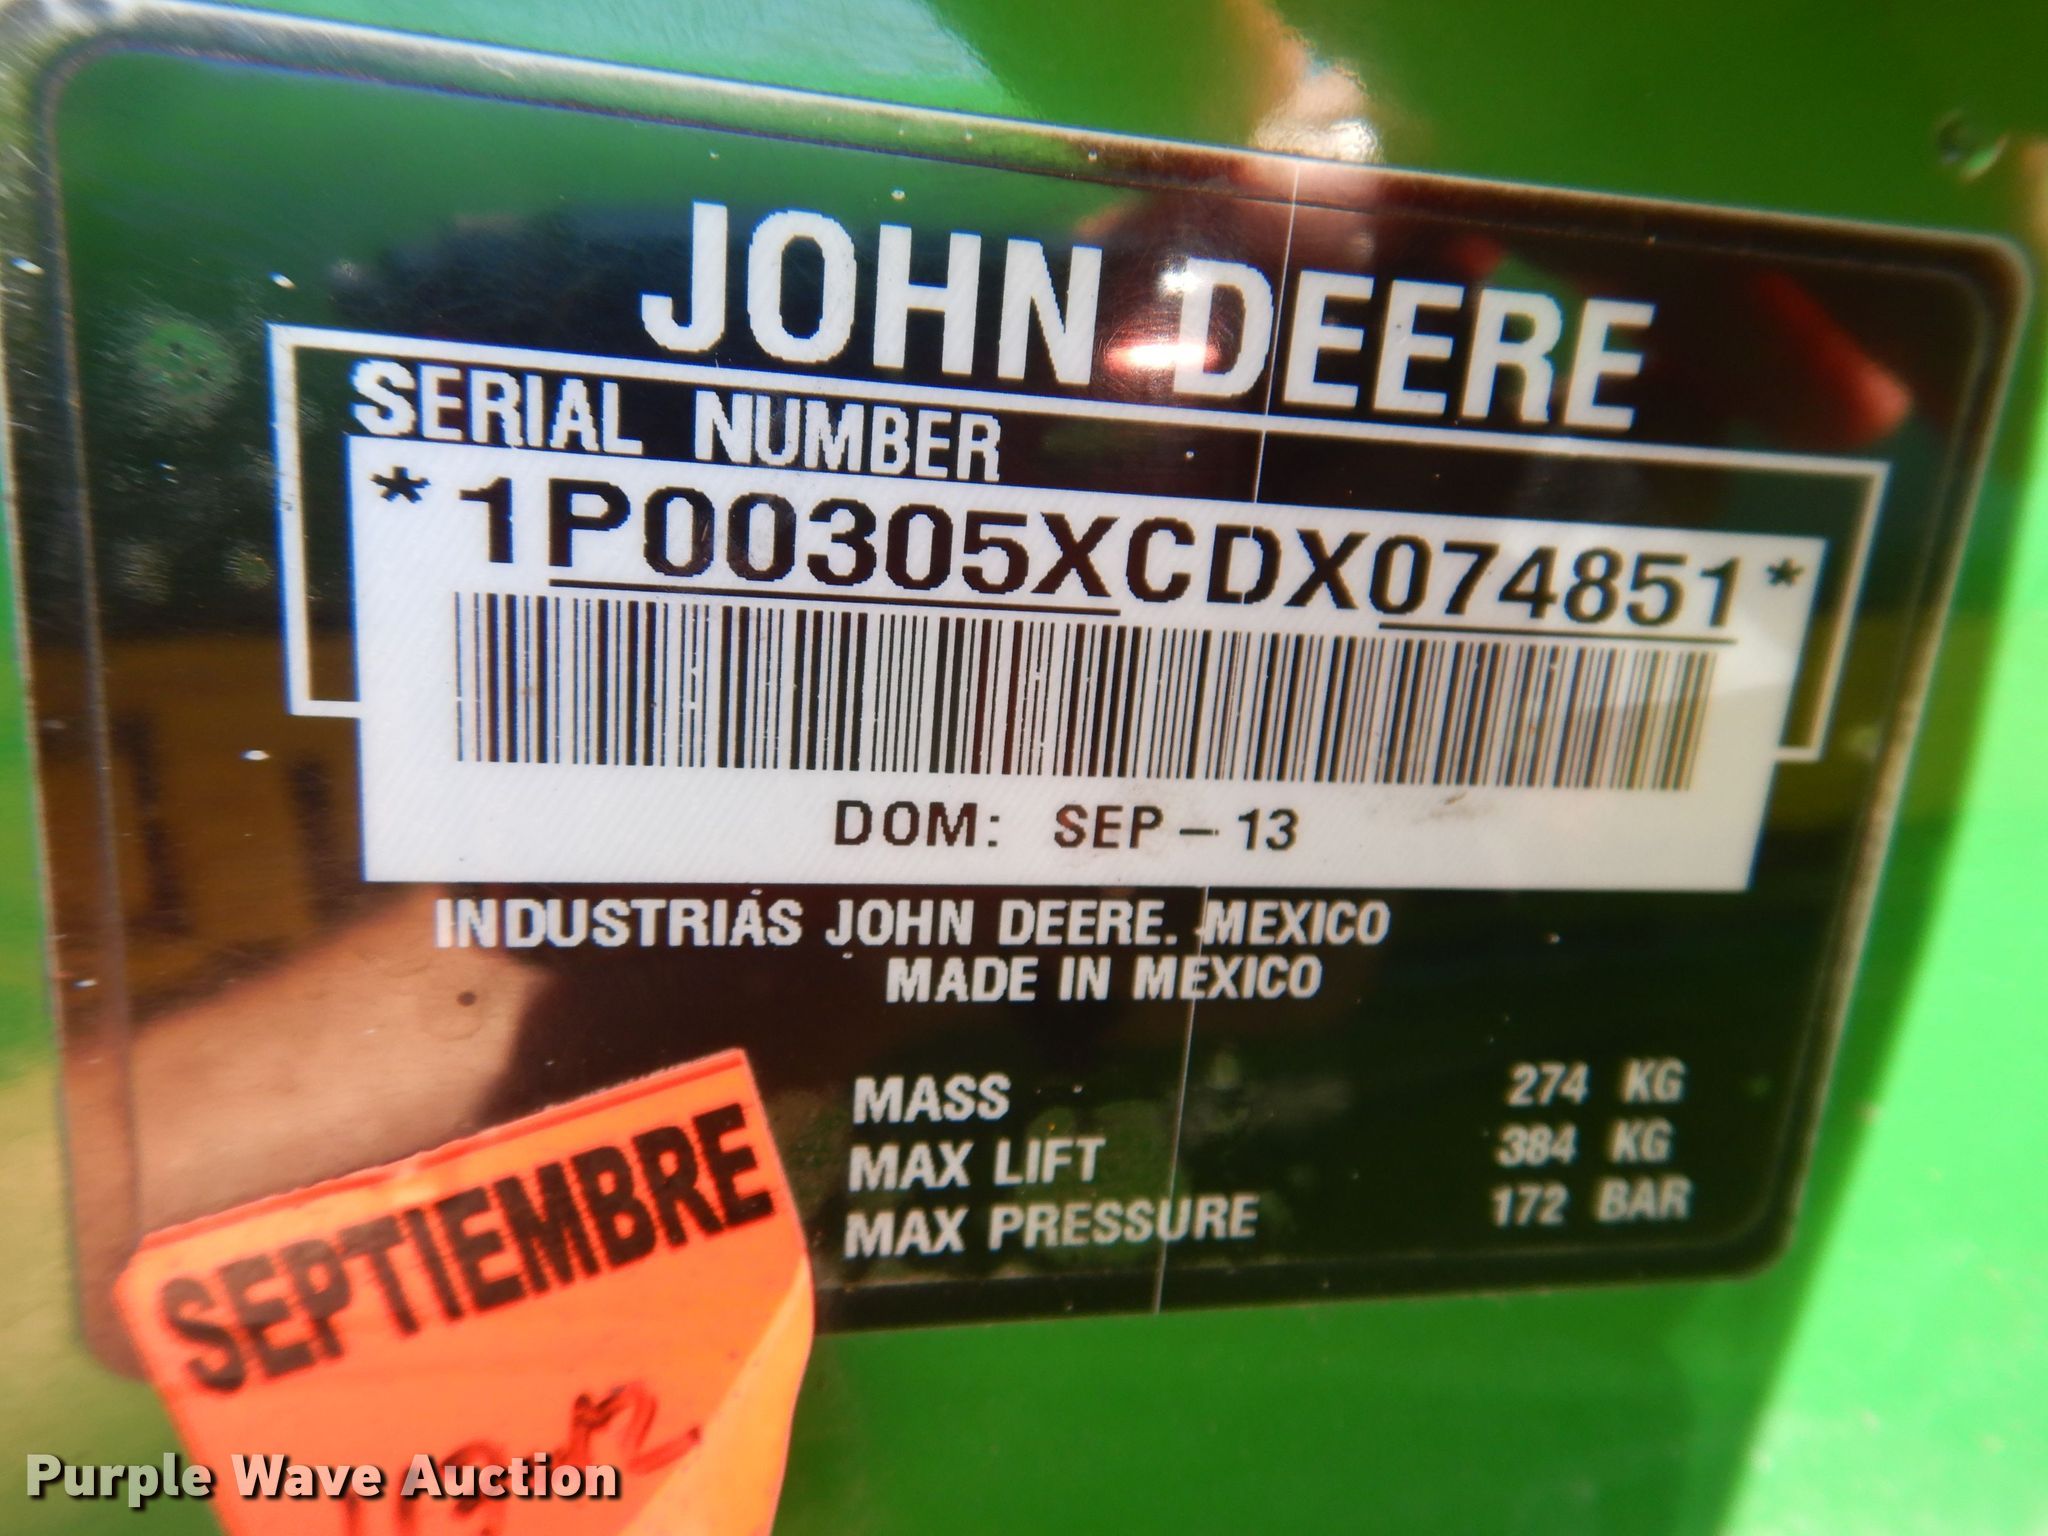 JOHN DEERE
SERIAL NUMBER
*1P00305XCDX074851*
DOM: SEP-13
INDUSTRIAS JOHN DEERE. MEXICO
MADE IN MEXICO
MASS 274 KG
MAX LIFT 384 KG
MAX PRESSURE 172 BAR
SEPTIEMBRE
Purple Wave Auction